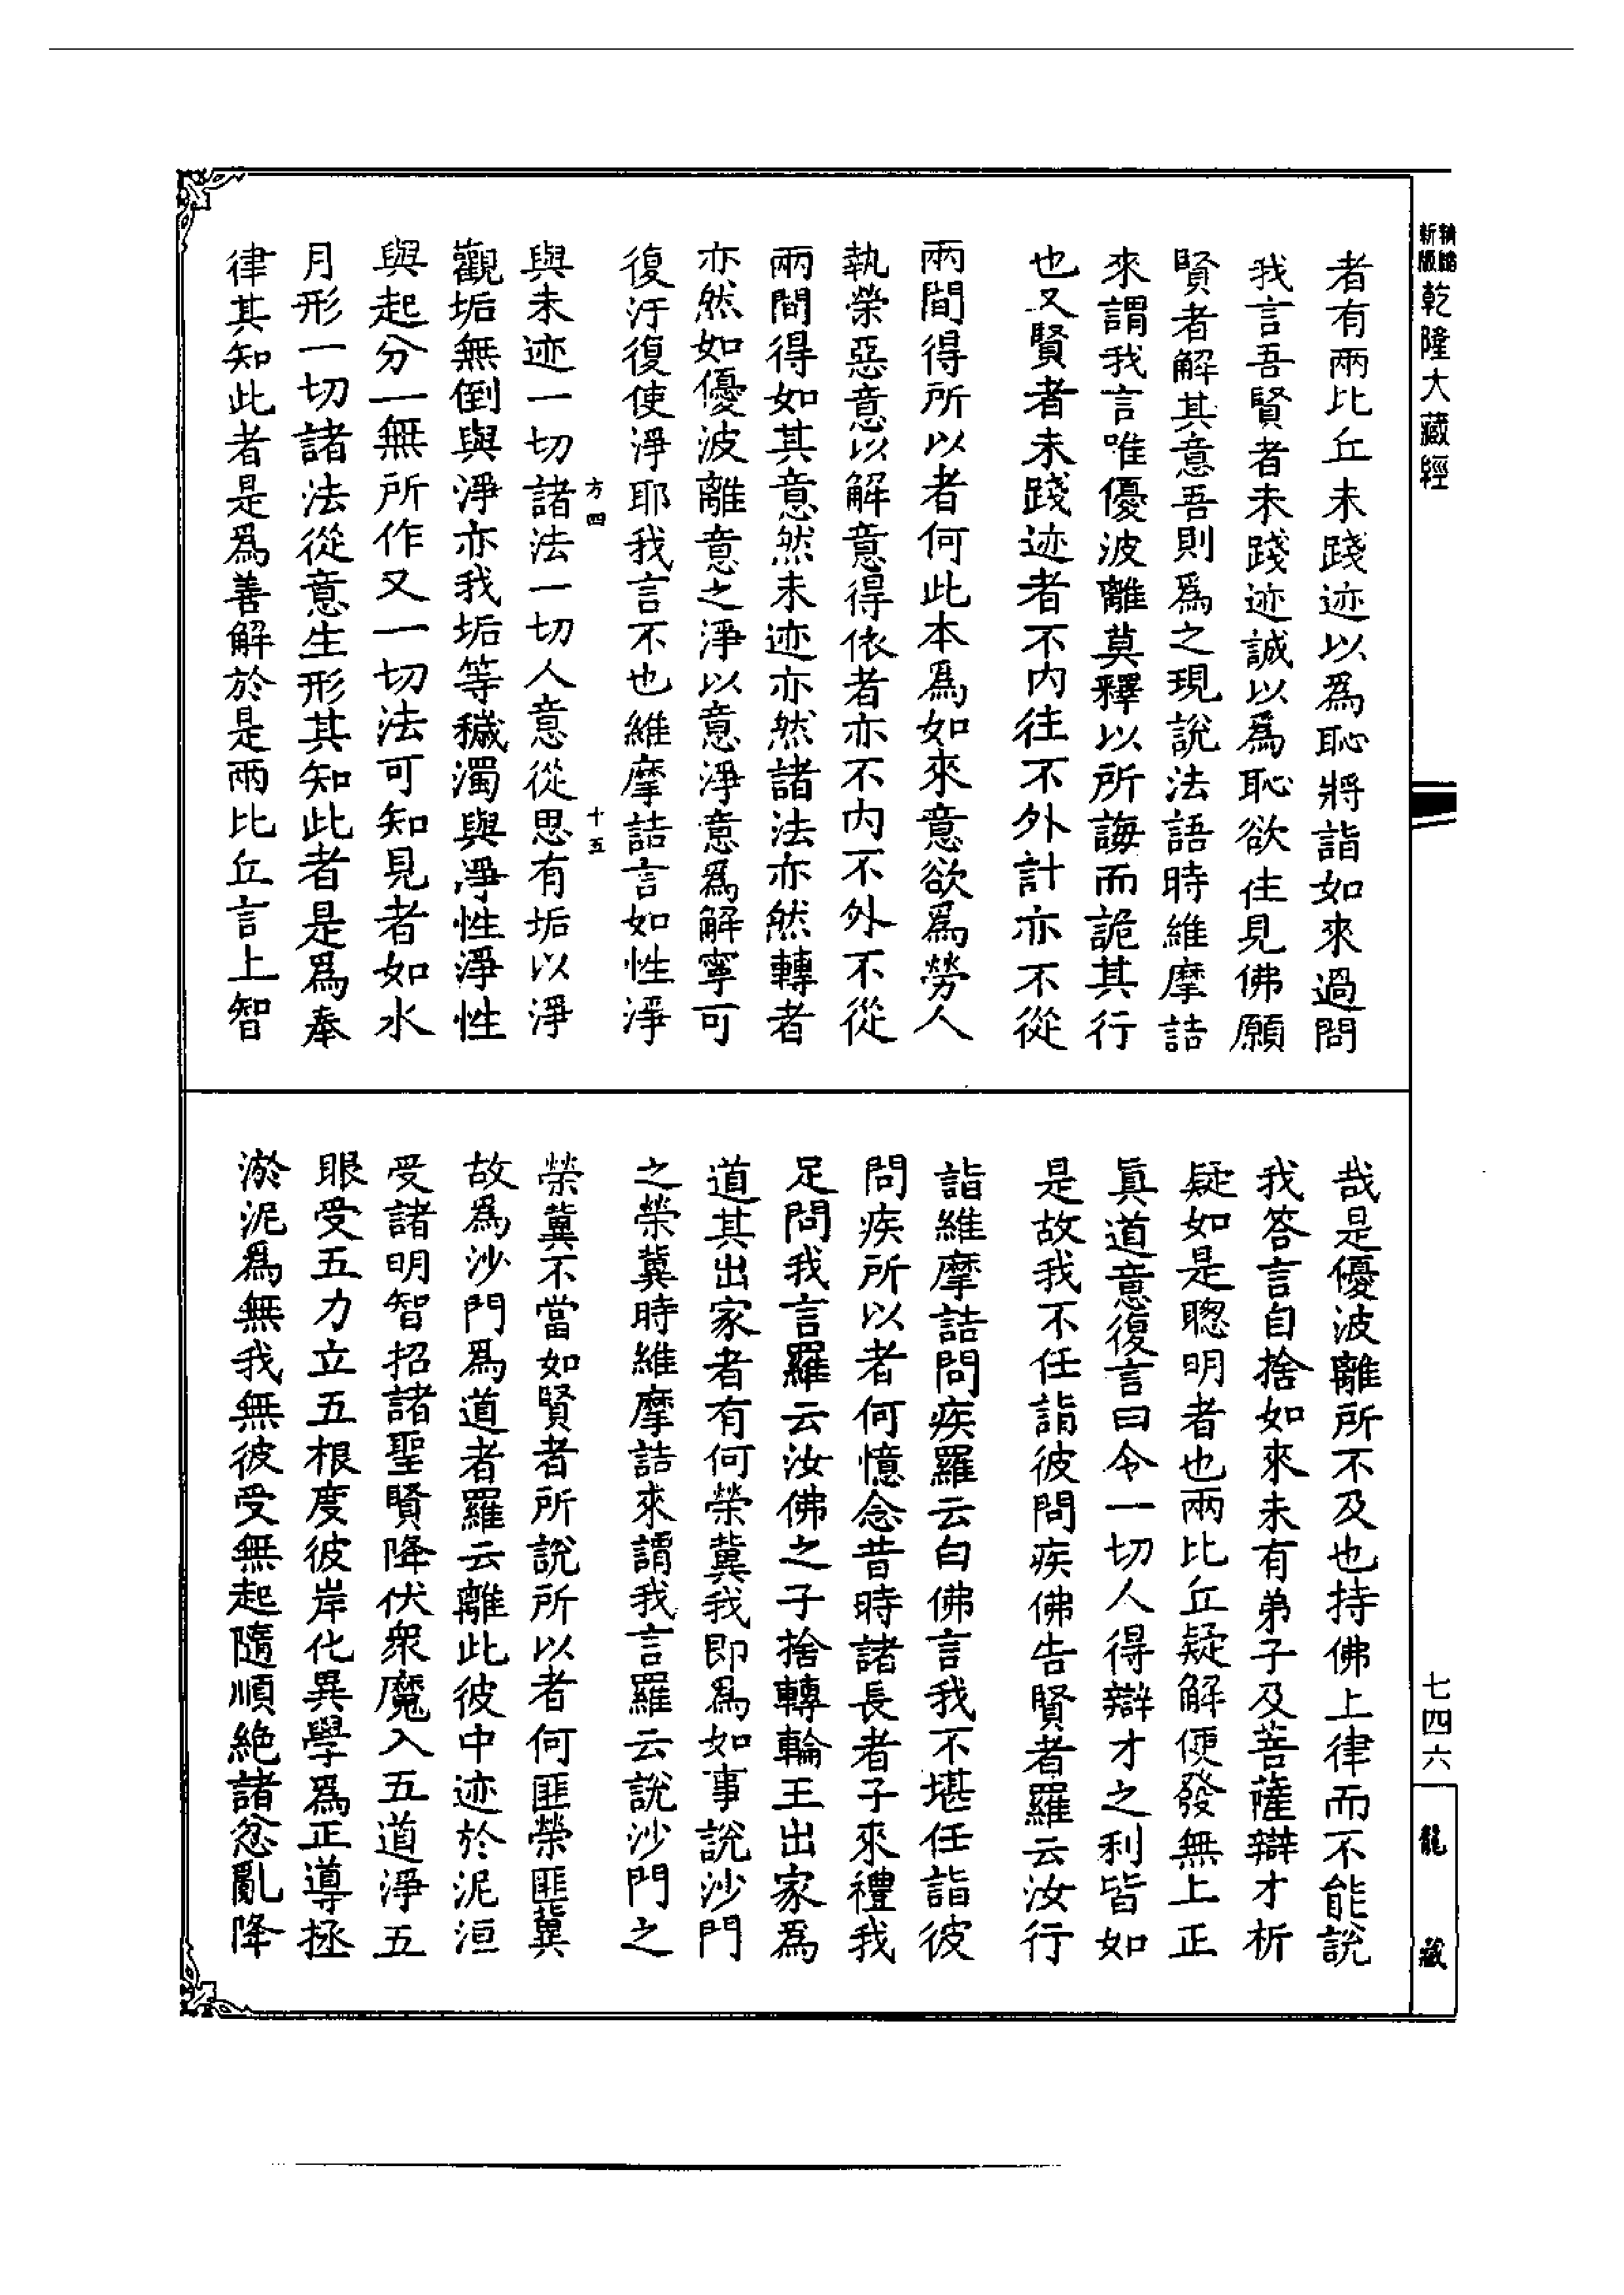 新版精縮乾隆大藏經
者有兩比丘未踐迹以為恥將詣如來過問
我言吾賢者未踐迹誠以為恥欲往見佛願
賢者解其意吾則為之現說法語時維摩詰
來謂我言唯優波離莫釋以所誨而詭其行
也又賢者未踐迹者不內往不外計亦不從
兩間得所以者何此本為如來意欲為勞人
執榮惡意以解意得依者亦不內不外不從
兩間得如其意然未迹亦然諸法亦然轉者
亦然如優波離意之淨以意淨意為解寧可
復汙復使淨耶我言不也維摩詰言如性淨
方四 十五
與未迹一切諸法一切人意從思有垢以淨
觀垢無倒與淨亦我垢等穢濁與淨性淨性
與起分一無所作又一切法可知見者如水
月形一切諸法從意生形其知此者是為奉
律其知此者是為善解於是兩比丘言上智
哉是優波離所不及也持佛上律而不能說
我答言自捨如來未有弟子及菩薩辯才析
疑如是聰明者也兩比丘疑解便發無上正
真道意復言曰令一切人得辯才之利皆如
是故我不任詣彼問疾佛告賢者羅云汝行
詣維摩詰問疾羅云白佛言我不堪任詣彼
問疾所以者何憶念昔時諸長者子來禮我
足問我言羅云汝佛之子捨轉輪王出家為
道其出家者有何榮冀我即為如事說沙門
之榮冀時維摩詰來謂我言羅云說沙門之
榮冀不當如賢者所說所以者何匪榮匪冀
故為沙門為道者羅云離此彼中迹於泥洹
受諸明智招諸聖賢降伏眾魔入五道淨五
眼受五力立五根度彼岸化異學為正導拯
淤泥為無我無彼受無起隨順絕諸忿亂降
七四六
龍藏